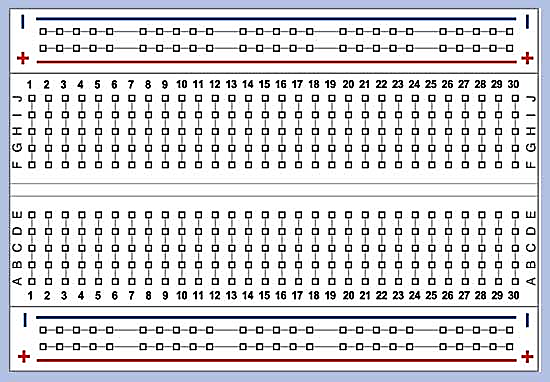 − −
+ +
1 2 3 4 5 6 7 8 9 10 11 12 13 14 15 16 17 18 19 20 21 22 23 24 25 26 27 28 29 30
J J
I I
H H
G G
F F
E E
D D
C C
B B
A A
1 2 3 4 5 6 7 8 9 10 11 12 13 14 15 16 17 18 19 20 21 22 23 24 25 26 27 28 29 30
− −
+ +